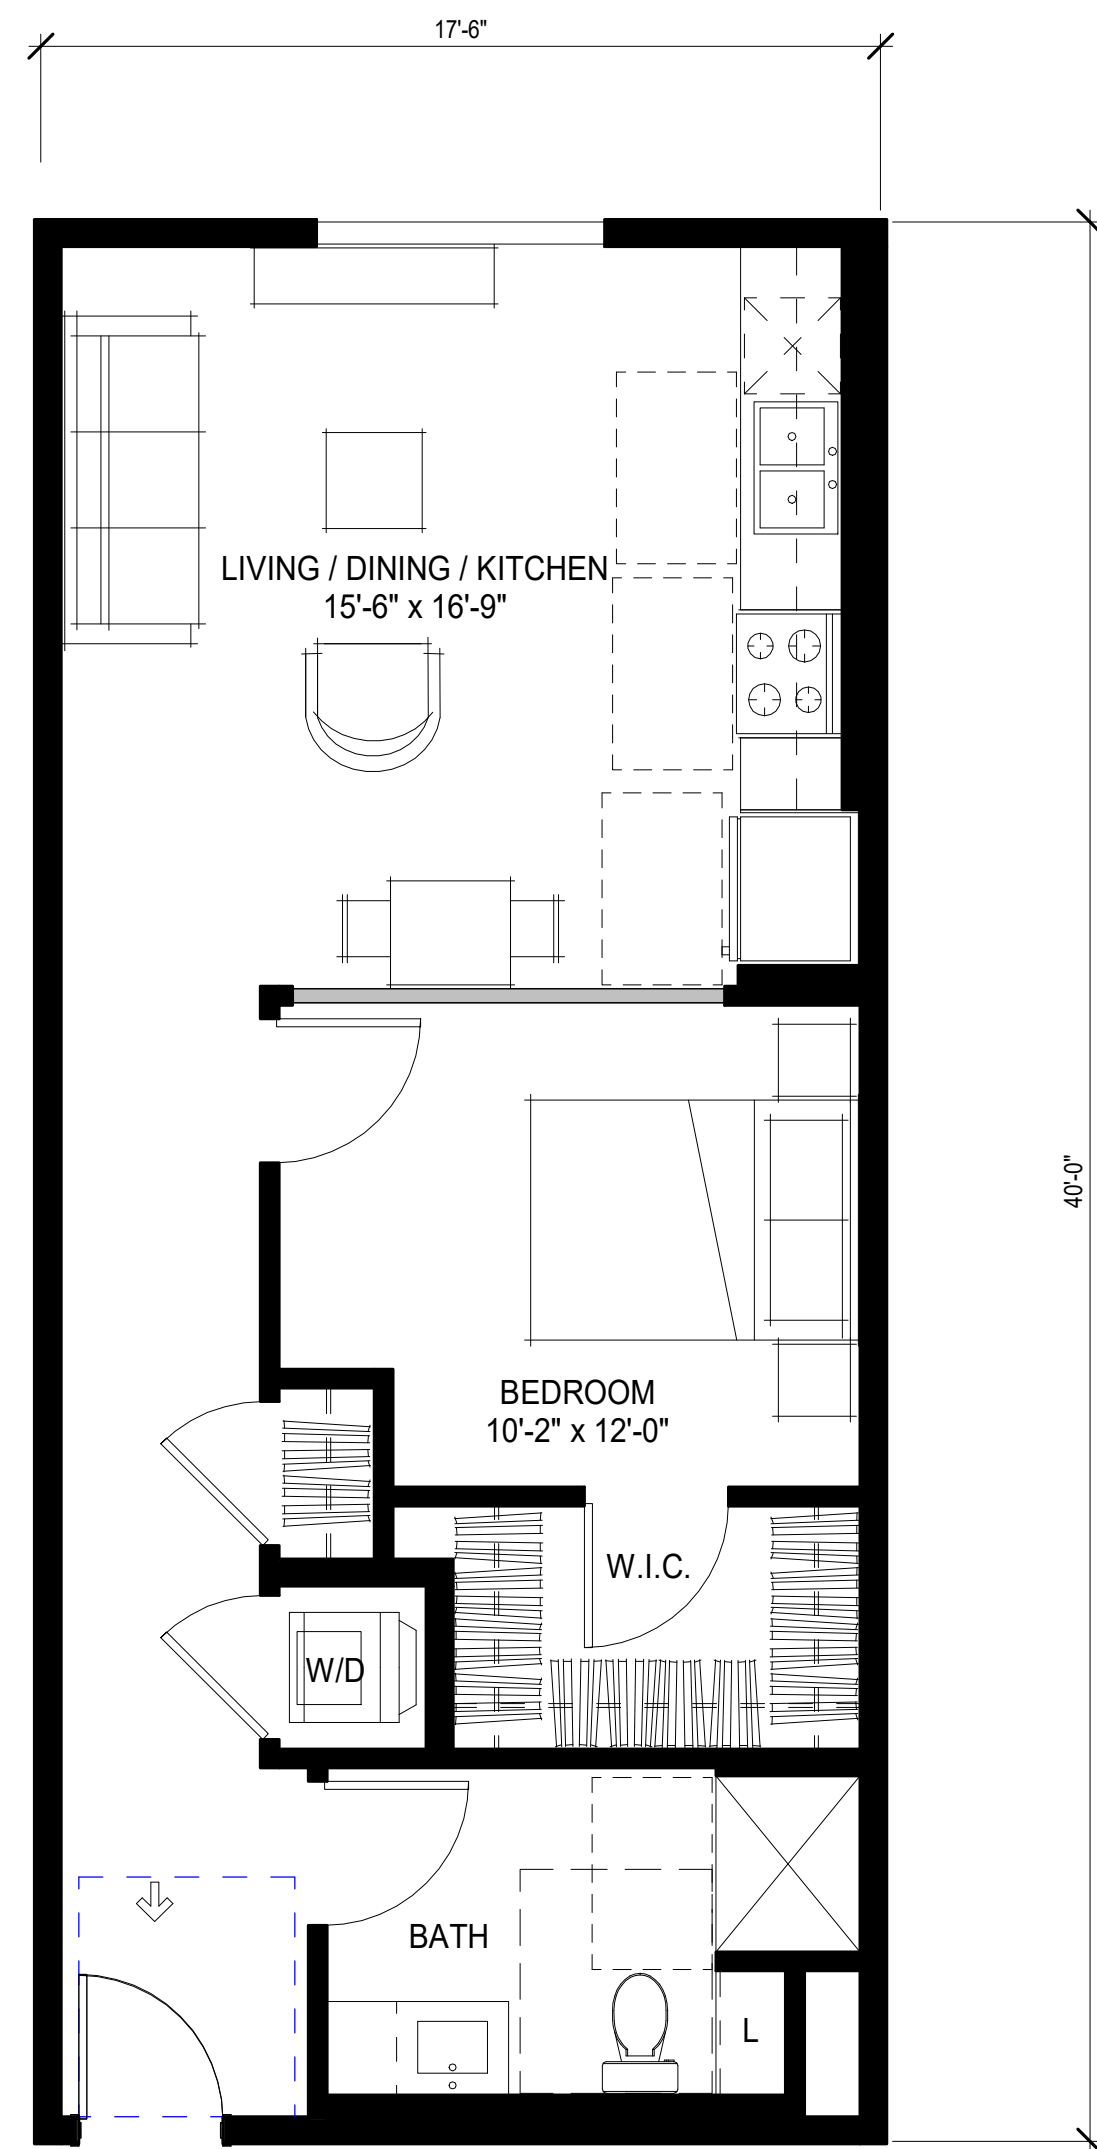 17'-6"
LIVING / DINING / KITCHEN
15'-6" x 16'-9"
40'-0"
BEDROOM
10'-2" x 12'-0"
W.I.C.
W/D
BATH
L